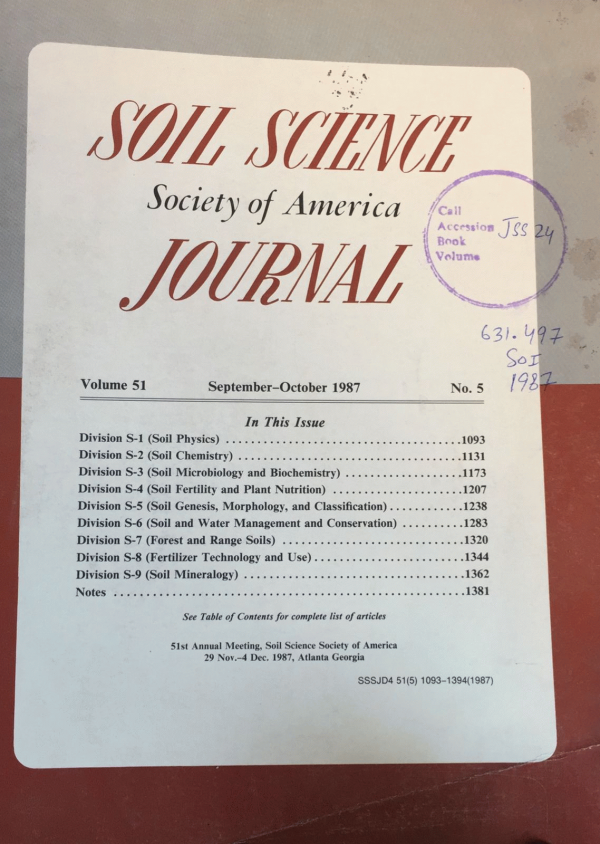 SOIL SCIENCE
Society of America
JOURNAL
Call
Accession JSS 24
Book
Volume
631.497
SoI
1987
Volume 51 September–October 1987 No. 5
In This Issue
Division S-1 (Soil Physics) ....................................1093
Division S-2 (Soil Chemistry) ..................................1131
Division S-3 (Soil Microbiology and Biochemistry) ..................1173
Division S-4 (Soil Fertility and Plant Nutrition) ....................1207
Division S-5 (Soil Genesis, Morphology, and Classification)...........1238
Division S-6 (Soil and Water Management and Conservation) ..........1283
Division S-7 (Forest and Range Soils) ............................1320
Division S-8 (Fertilizer Technology and Use).......................1344
Division S-9 (Soil Mineralogy) ..................................1362
Notes ......................................................1381
See Table of Contents for complete list of articles
51st Annual Meeting, Soil Science Society of America
29 Nov.–4 Dec. 1987, Atlanta Georgia
SSSJD4 51(5) 1093–1394(1987)